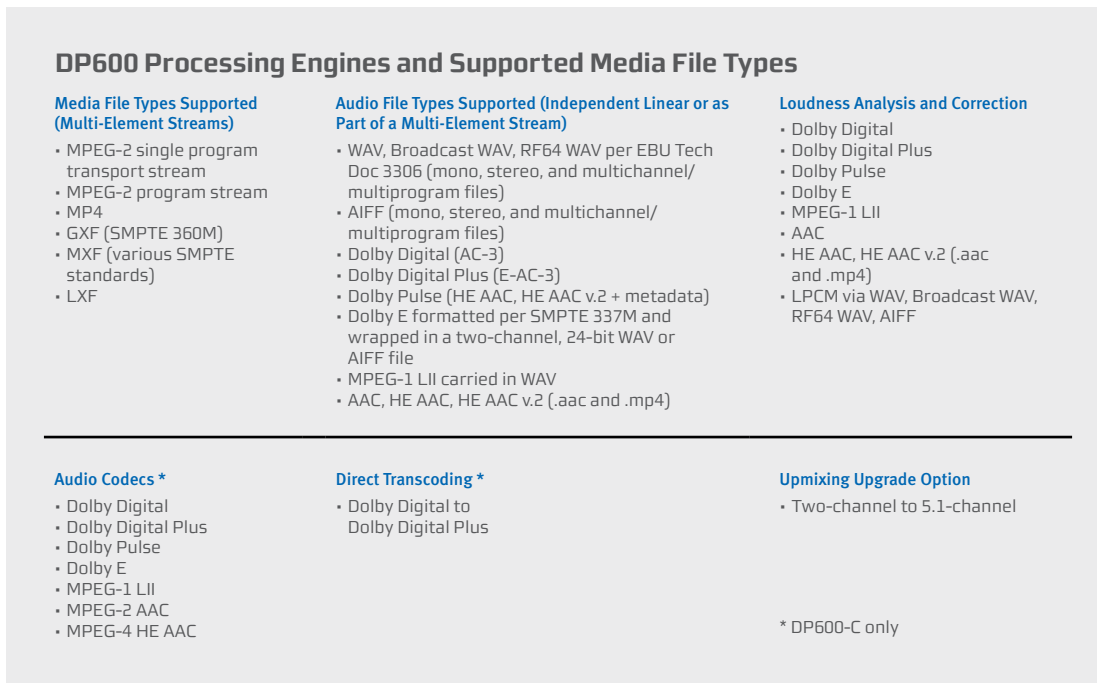 DP600 Processing Engines and Supported Media File Types
Media File Types Supported
(Multi-Element Streams)
• MPEG-2 single program
transport stream
• MPEG-2 program stream
• MP4
• GXF (SMPTE 360M)
• MXF (various SMPTE
standards)
• LXF
Audio File Types Supported (Independent Linear or as
Part of a Multi-Element Stream)
• WAV, Broadcast WAV, RF64 WAV per EBU Tech
Doc 3306 (mono, stereo, and multichannel/
multiprogram files)
• AIFF (mono, stereo, and multichannel/
multiprogram files)
• Dolby Digital (AC-3)
• Dolby Digital Plus (E-AC-3)
• Dolby Pulse (HE AAC, HE AAC v.2 + metadata)
• Dolby E formatted per SMPTE 337M and
wrapped in a two-channel, 24-bit WAV or
AIFF file
• MPEG-1 LII carried in WAV
• AAC, HE AAC, HE AAC v.2 (.aac and .mp4)
Loudness Analysis and Correction
• Dolby Digital
• Dolby Digital Plus
• Dolby Pulse
• Dolby E
• MPEG-1 LII
• AAC
• HE AAC, HE AAC v.2 (.aac
and .mp4)
• LPCM via WAV, Broadcast WAV,
RF64 WAV, AIFF
Audio Codecs *
• Dolby Digital
• Dolby Digital Plus
• Dolby Pulse
• Dolby E
• MPEG-1 LII
• MPEG-2 AAC
• MPEG-4 HE AAC
Direct Transcoding *
• Dolby Digital to
Dolby Digital Plus
Upmixing Upgrade Option
• Two-channel to 5.1-channel
* DP600-C only